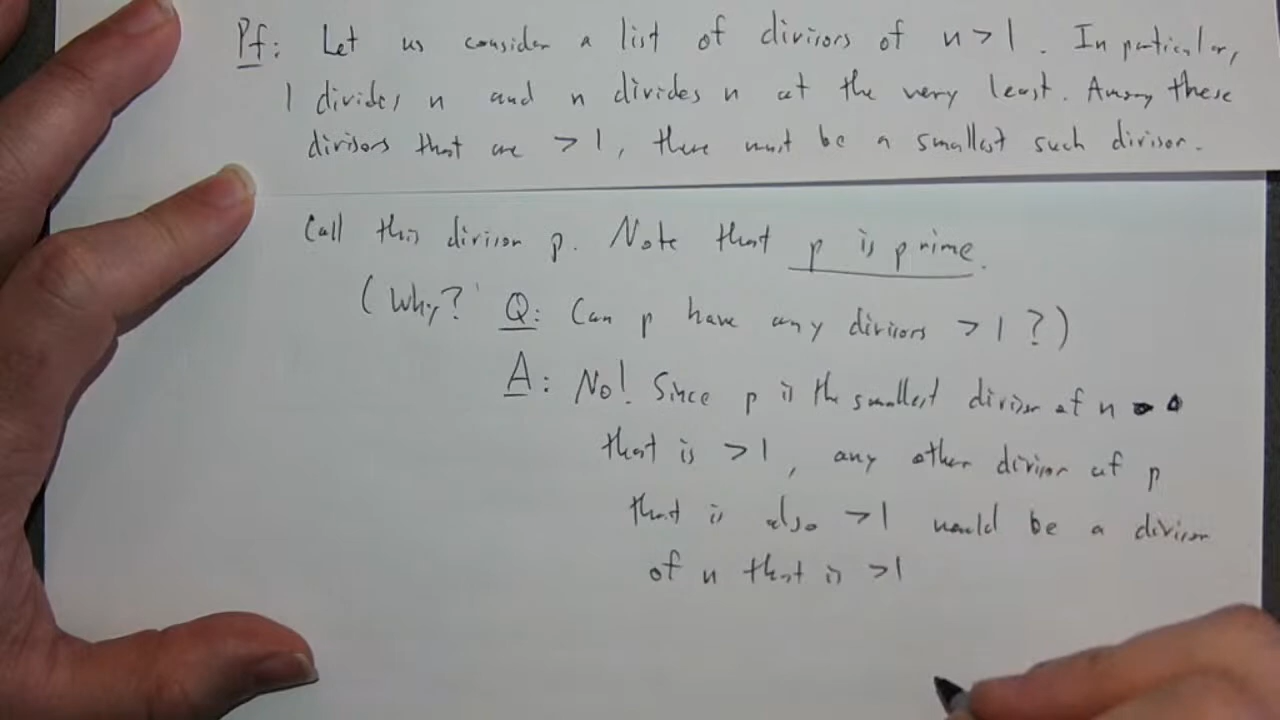 Pf: Let us consider a list of divisors of n > 1. In particular,
1 divides n and n divides n at the very least. Among these
divisors that are > 1, there must be a smallest such divisor.
Call this divisor p. Note that p is prime.
(Why? Q: Can p have any divisors > 1?)
A: No! Since p is the smallest divisor of n
that is > 1, any other divisor of p
that is also > 1 would be a divisor
of n that is > 1